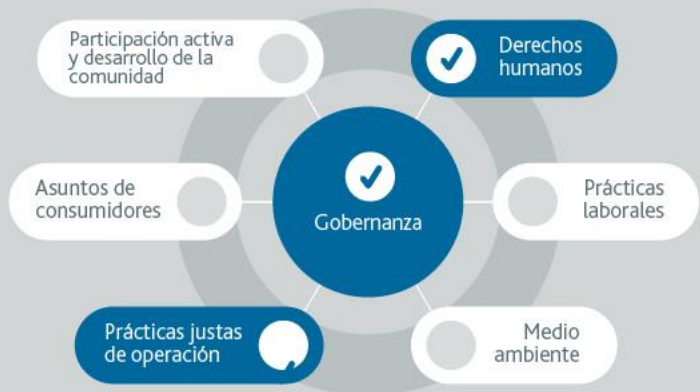 Participación activa
y desarrollo de la
comunidad
Derechos
humanos
Asuntos de
consumidores
Gobernanza
Prácticas
laborales
Prácticas justas
de operación
Medio
ambiente